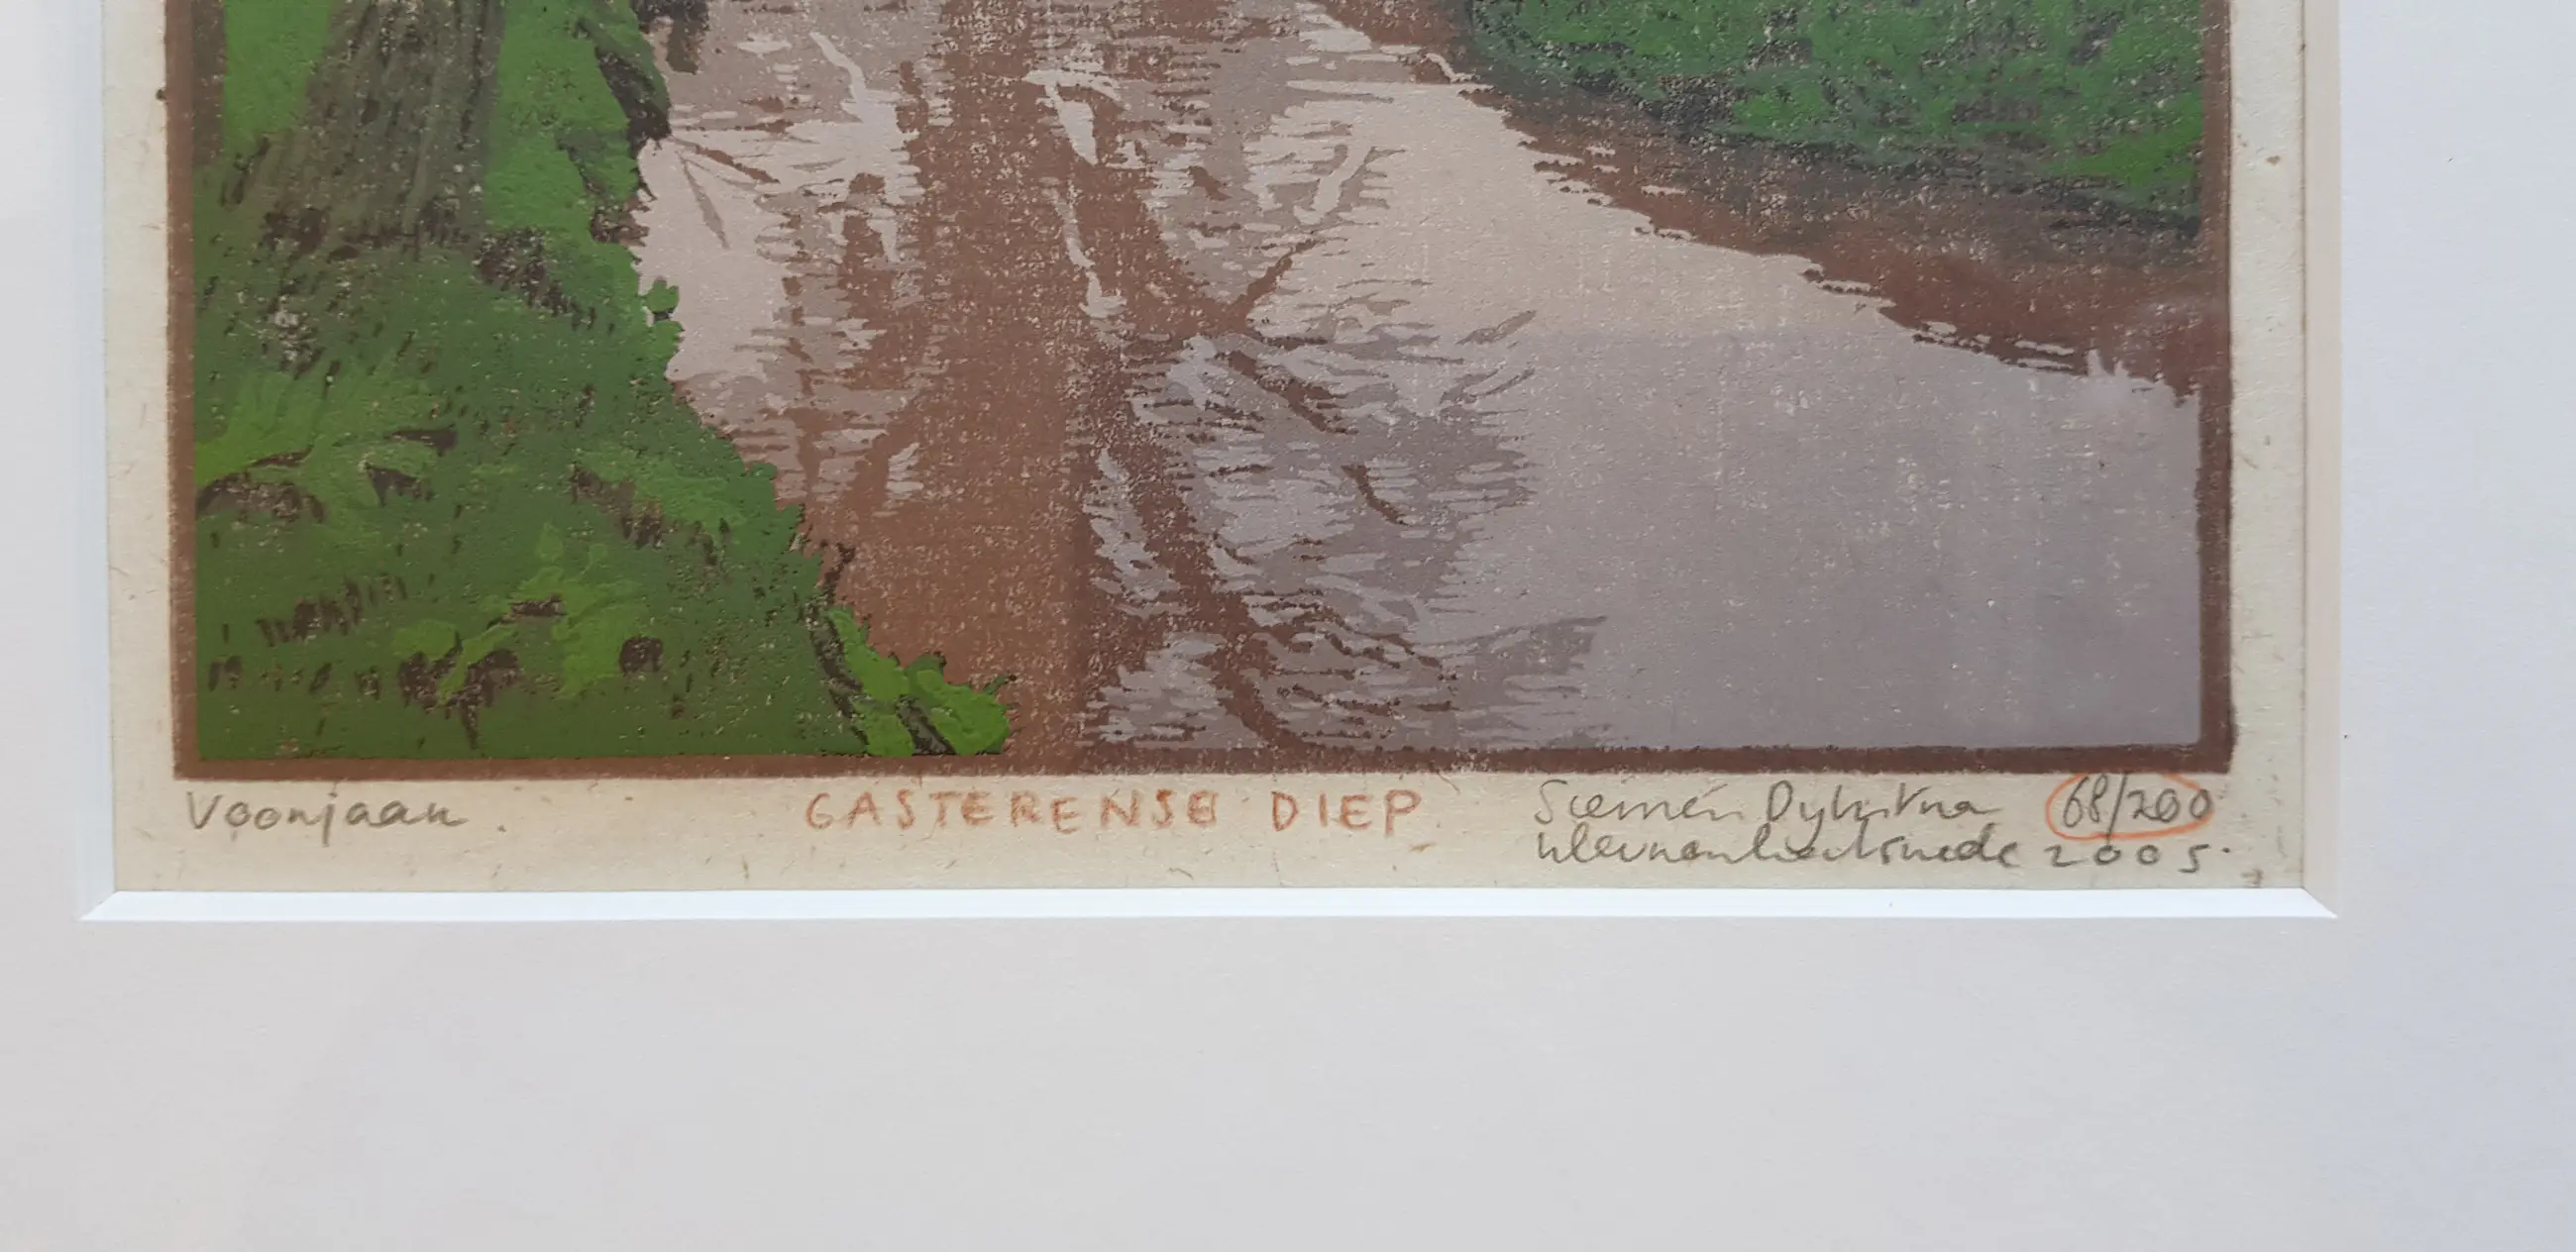 Voorjaar. GASTERENSE DIEP Siemen Dijkstra 68/200
kleurenhoutsnede 2005.